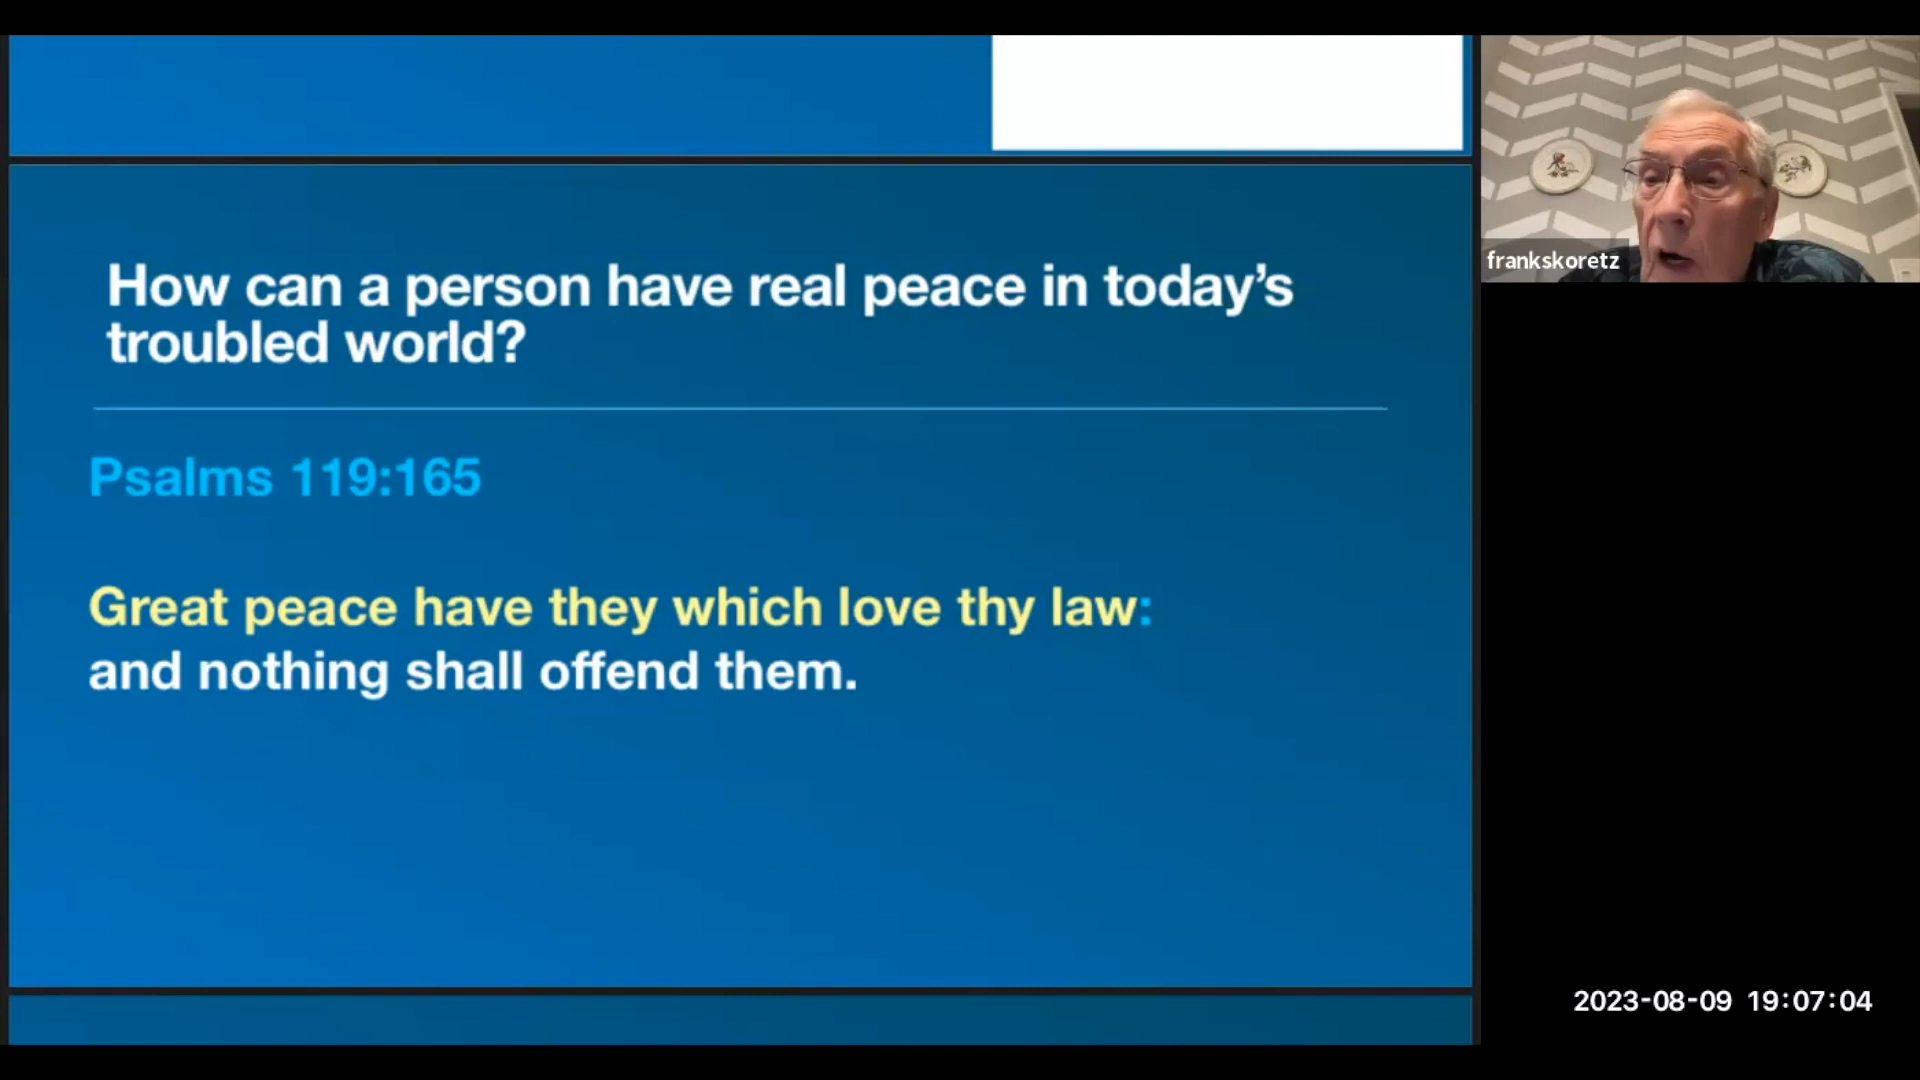 How can a person have real peace in today’s
troubled world?
Psalms 119:165
Great peace have they which love thy law:
and nothing shall offend them.
frankskoretz
2023-08-09 19:07:04